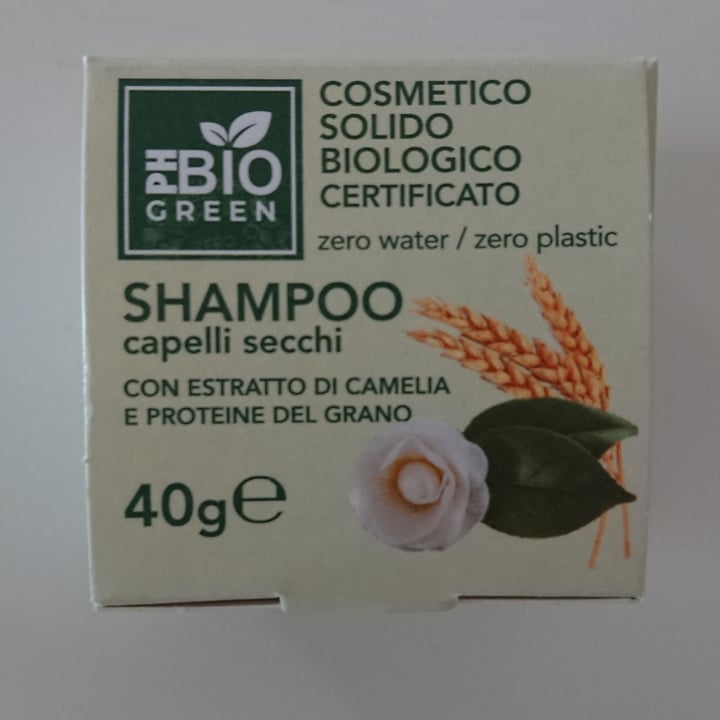 PH BIO
GREEN
COSMETICO
SOLIDO
BIOLOGICO
CERTIFICATO
zero water / zero plastic
SHAMPOO
capelli secchi
CON ESTRATTO DI CAMELIA
E PROTEINE DEL GRANO
40g℮